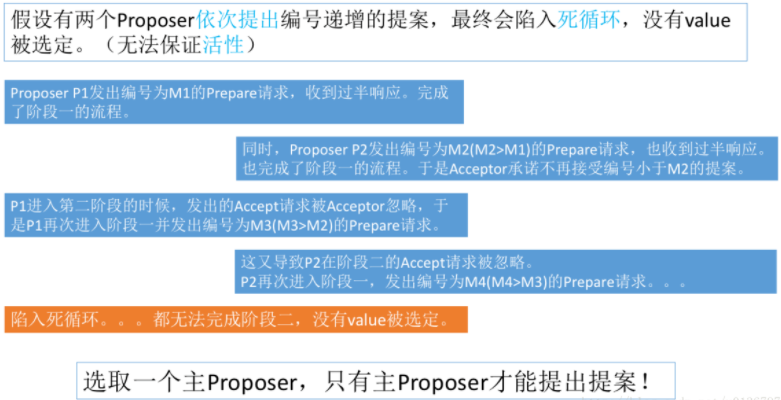 假设有两个Proposer依次提出编号递增的提案，最终会陷入死循环，没有value
被选定。（无法保证活性）
Proposer P1发出编号为M1的Prepare请求，收到过半响应。完成
了阶段一的流程。
同时，Proposer P2发出编号为M2(M2>M1)的Prepare请求，也收到过半响应。
也完成了阶段一的流程。于是Acceptor承诺不再接受编号小于M2的提案。
P1进入第二阶段的时候，发出的Accept请求被Acceptor忽略，于
是P1再次进入阶段一并发出编号为M3(M3>M2)的Prepare请求。
这又导致P2在阶段二的Accept请求被忽略。
P2再次进入阶段一，发出编号为M4(M4>M3)的Prepare请求。。。
陷入死循环。。。都无法完成阶段二，没有value被选定。
选取一个主Proposer，只有主Proposer才能提出提案！